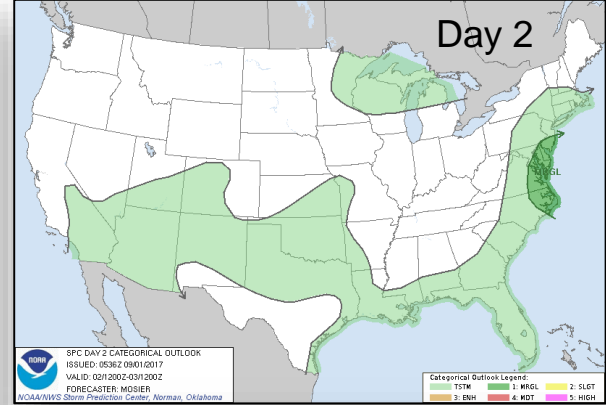 Day 2
MRGL
NOAA
SPC DAY 2 CATEGORICAL OUTLOOK
ISSUED: 0536Z 09/01/2017
VALID: 02/1200Z-03/1200Z
FORECASTER: MOSIER
NOAA/NWS Storm Prediction Center, Norman, Oklahoma
Categorical Outlook Legend:
TSTM 1: MRGL 2: SLGT
3: ENH 4: MDT 5: HIGH